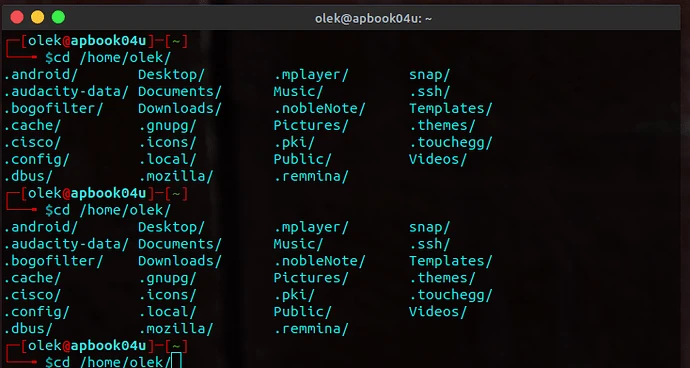 olek@apbook04u: ~
┌─[olek@apbook04u]─[~]
└──╼ $cd /home/olek/
.android/ Desktop/ .mplayer/ snap/
.audacity-data/ Documents/ Music/ .ssh/
.bogofilter/ Downloads/ .nobleNote/ Templates/
.cache/ .gnupg/ Pictures/ .themes/
.cisco/ .icons/ .pki/ .touchegg/
.config/ .local/ Public/ Videos/
.dbus/ .mozilla/ .remmina/
┌─[olek@apbook04u]─[~]
└──╼ $cd /home/olek/
.android/ Desktop/ .mplayer/ snap/
.audacity-data/ Documents/ Music/ .ssh/
.bogofilter/ Downloads/ .nobleNote/ Templates/
.cache/ .gnupg/ Pictures/ .themes/
.cisco/ .icons/ .pki/ .touchegg/
.config/ .local/ Public/ Videos/
.dbus/ .mozilla/ .remmina/
┌─[olek@apbook04u]─[~]
└──╼ $cd /home/olek/